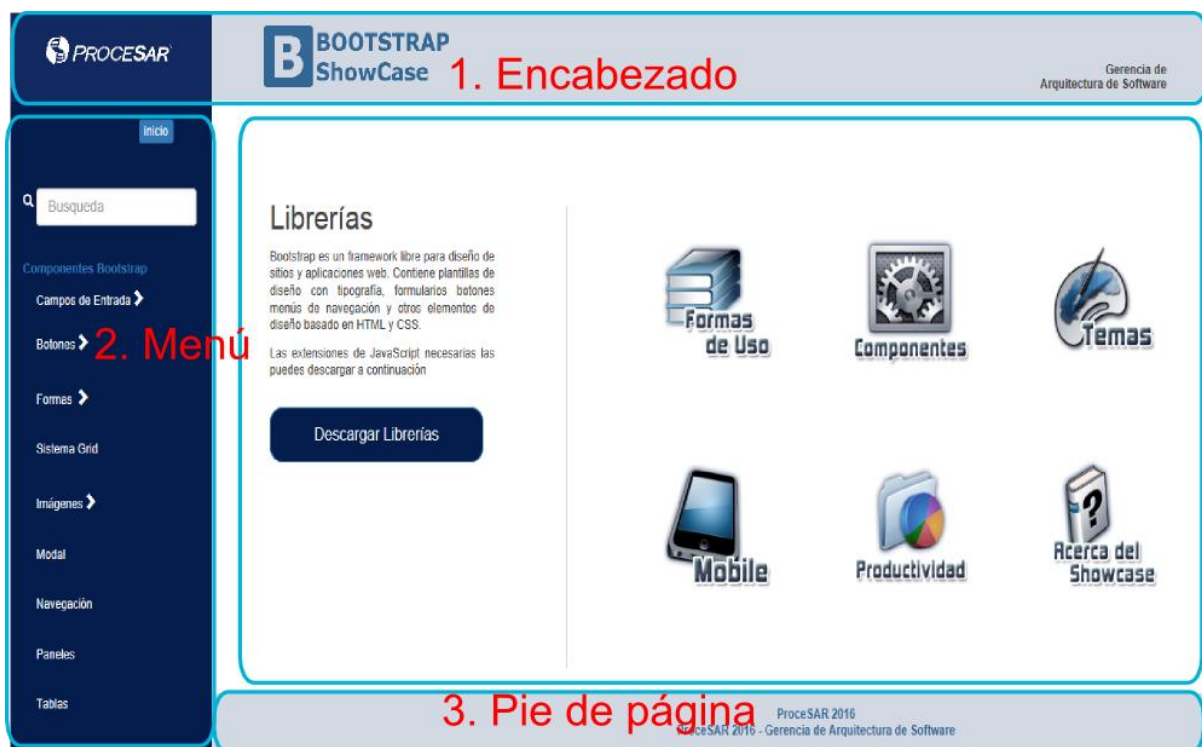 PROCESAR
BOOTSTRAP
ShowCase
1. Encabezado
Gerencia de
Arquitectura de Software
inicio
Busqueda
Componentes Bootstrap
Campos de Entrada
Botones
2. Menú
Formas
Sistema Grid
Imágenes
Modal
Navegación
Paneles
Tablas
Librerías
Bootstrap es un framework libre para diseño de
sitios y aplicaciones web. Contiene plantillas de
diseño con tipografía, formularios botones
menús de navegación y otros elementos de
diseño basado en HTML y CSS.
Las extensiones de JavaScript necesarias las
puedes descargar a continuación
Descargar Librerías
Formas
de Uso
Componentes
Temas
Mobile
Productividad
?
Acerca del
Showcase
3. Pie de página
ProceSAR 2016
ProceSAR 2016 - Gerencia de Arquitectura de Software